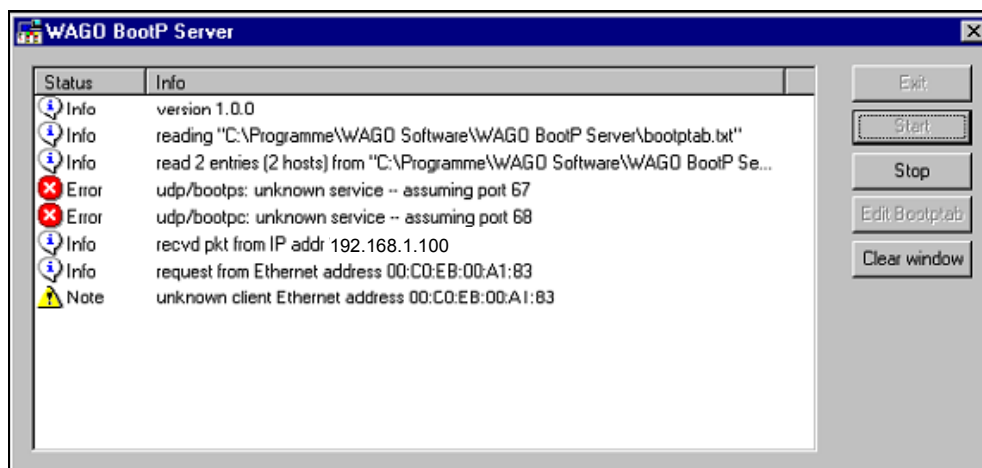 WAGO BootP Server
Status Info
Info version 1.0.0
Info reading "C:\Programme\WAGO Software\WAGO BootP Server\bootptab.txt"
Info read 2 entries (2 hosts) from "C:\Programme\WAGO Software\WAGO BootP Se...
Error udp/bootps: unknown service -- assuming port 67
Error udp/bootpc: unknown service -- assuming port 68
Info recvd pkt from IP addr 192.168.1.100
Info request from Ethernet address 00:C0:EB:00:A1:83
Note unknown client Ethernet address 00:C0:EB:00:A1:83
Exit
Start
Stop
Edit Bootptab
Clear window